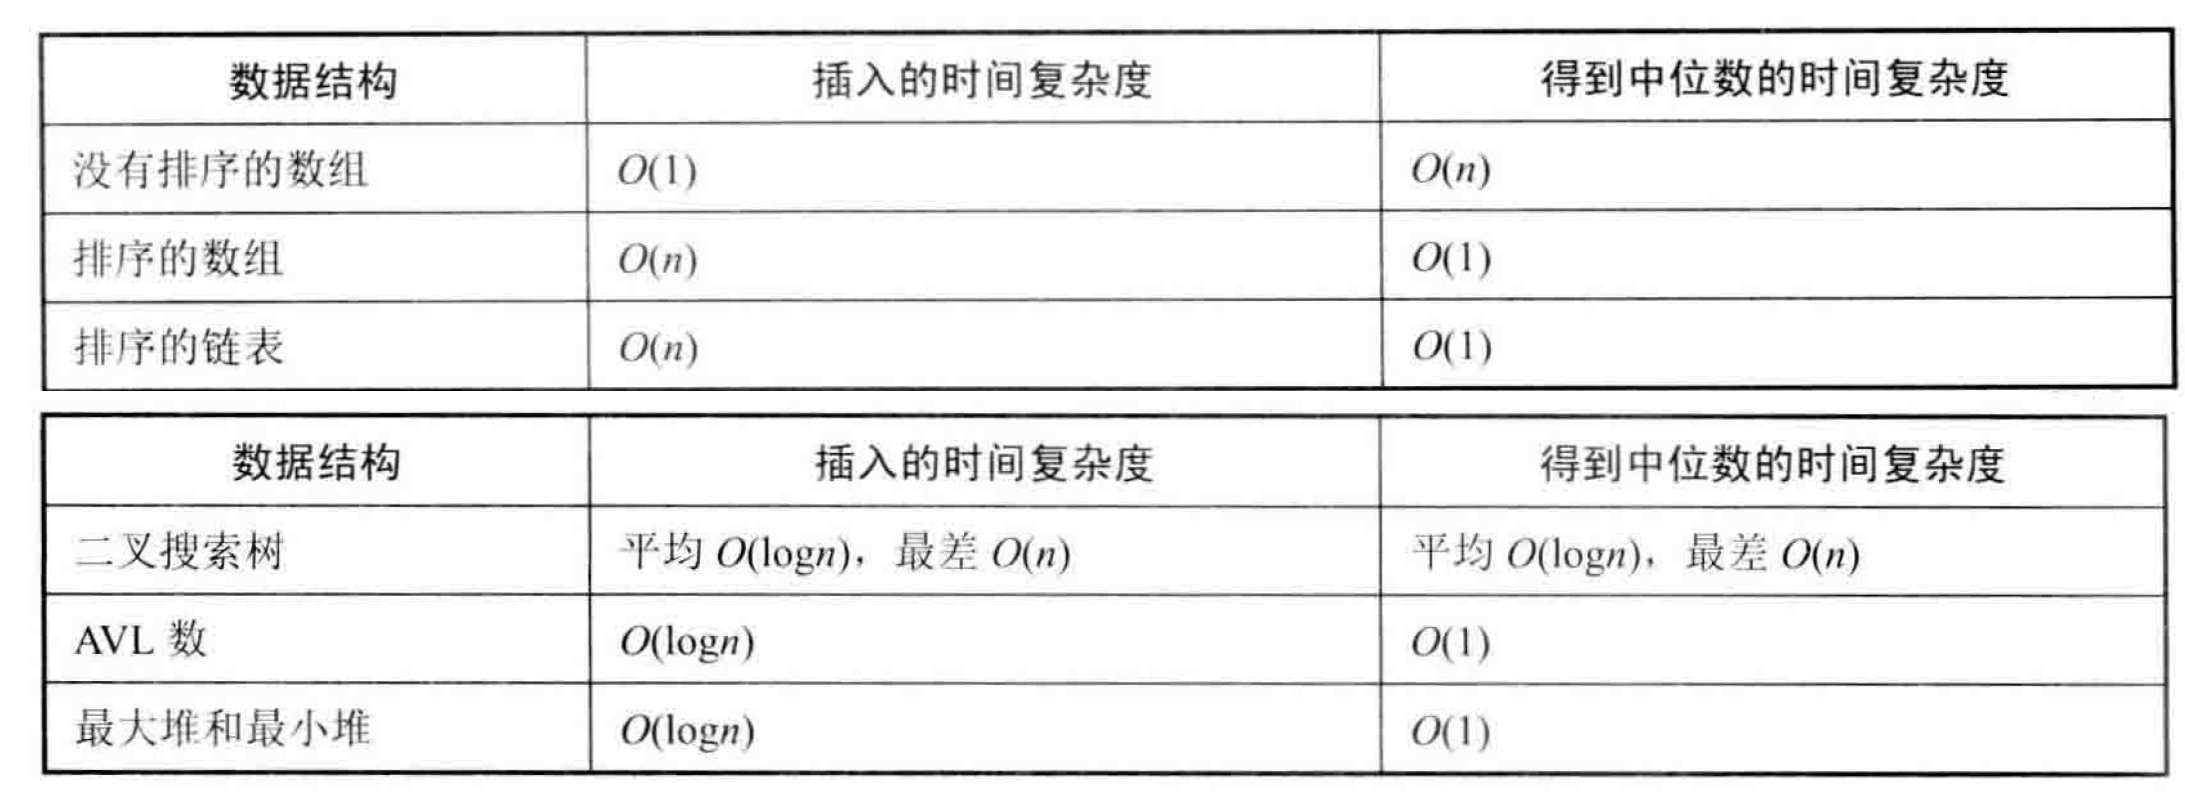 数据结构 插入的时间复杂度 得到中位数的时间复杂度
没有排序的数组 O(1) O(n)
排序的数组 O(n) O(1)
排序的链表 O(n) O(1)
数据结构 插入的时间复杂度 得到中位数的时间复杂度
二叉搜索树 平均 O(logn)，最差 O(n) 平均 O(logn)，最差 O(n)
AVL 数 O(logn) O(1)
最大堆和最小堆 O(logn) O(1)